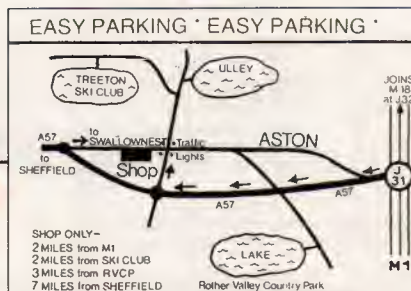 EASY PARKING · EASY PARKING ·
TREETON
SKI CLUB
ULLEY
JOINS
M 18
at J32
A57
to
SWALLOWNEST
Traffic
Lights
ASTON
to
SHEFFIELD
Shop
J
31
A57
A57
SHOP ONLY–
2 MILES from M1
2 MILES from SKI CLUB
3 MILES from RVCP
7 MILES from SHEFFIELD
LAKE
Rother Valley Country Park
M1